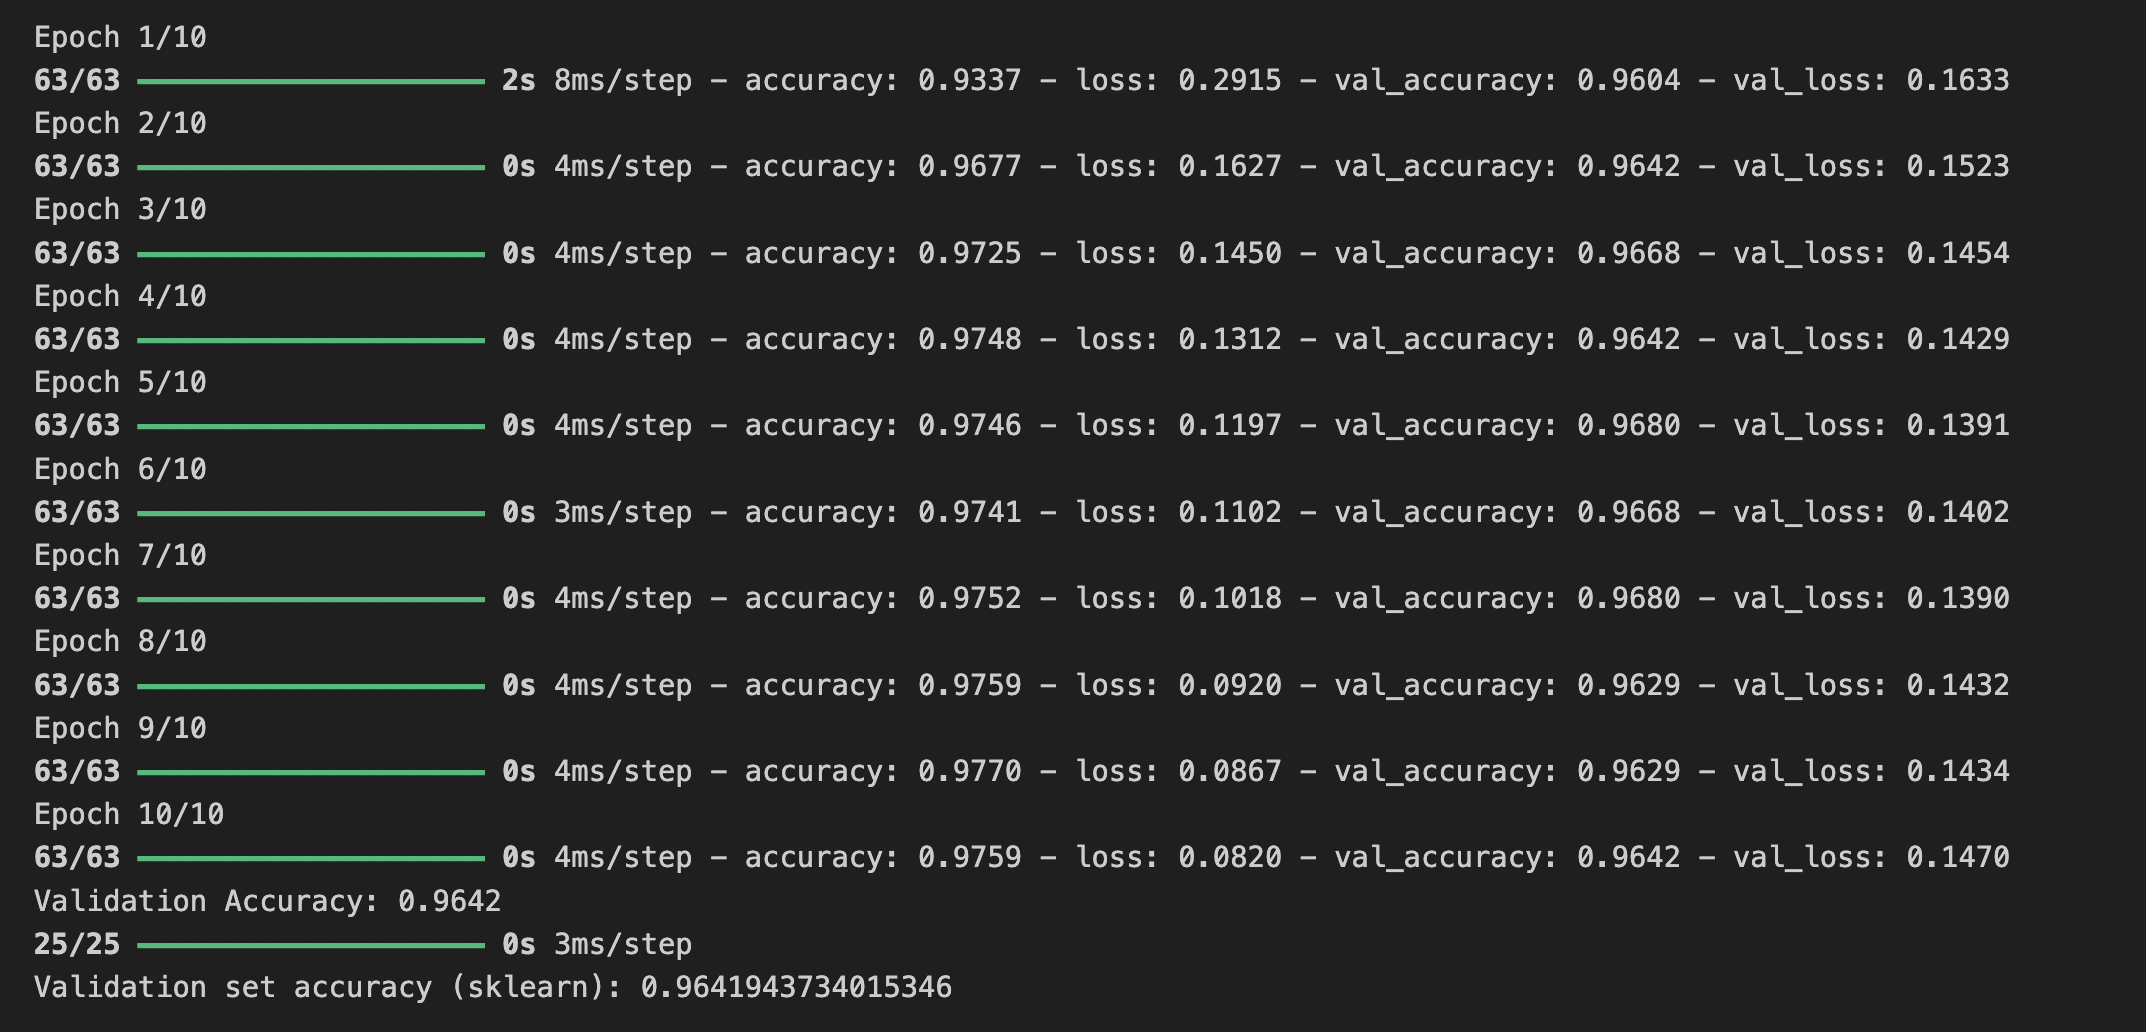 Epoch 1/10
63/63 ━━━━━━━━━━━━━━━━━━━━ 2s 8ms/step - accuracy: 0.9337 - loss: 0.2915 - val_accuracy: 0.9604 - val_loss: 0.1633
Epoch 2/10
63/63 ━━━━━━━━━━━━━━━━━━━━ 0s 4ms/step - accuracy: 0.9677 - loss: 0.1627 - val_accuracy: 0.9642 - val_loss: 0.1523
Epoch 3/10
63/63 ━━━━━━━━━━━━━━━━━━━━ 0s 4ms/step - accuracy: 0.9725 - loss: 0.1450 - val_accuracy: 0.9668 - val_loss: 0.1454
Epoch 4/10
63/63 ━━━━━━━━━━━━━━━━━━━━ 0s 4ms/step - accuracy: 0.9748 - loss: 0.1312 - val_accuracy: 0.9642 - val_loss: 0.1429
Epoch 5/10
63/63 ━━━━━━━━━━━━━━━━━━━━ 0s 4ms/step - accuracy: 0.9746 - loss: 0.1197 - val_accuracy: 0.9680 - val_loss: 0.1391
Epoch 6/10
63/63 ━━━━━━━━━━━━━━━━━━━━ 0s 3ms/step - accuracy: 0.9741 - loss: 0.1102 - val_accuracy: 0.9668 - val_loss: 0.1402
Epoch 7/10
63/63 ━━━━━━━━━━━━━━━━━━━━ 0s 4ms/step - accuracy: 0.9752 - loss: 0.1018 - val_accuracy: 0.9680 - val_loss: 0.1390
Epoch 8/10
63/63 ━━━━━━━━━━━━━━━━━━━━ 0s 4ms/step - accuracy: 0.9759 - loss: 0.0920 - val_accuracy: 0.9629 - val_loss: 0.1432
Epoch 9/10
63/63 ━━━━━━━━━━━━━━━━━━━━ 0s 4ms/step - accuracy: 0.9770 - loss: 0.0867 - val_accuracy: 0.9629 - val_loss: 0.1434
Epoch 10/10
63/63 ━━━━━━━━━━━━━━━━━━━━ 0s 4ms/step - accuracy: 0.9759 - loss: 0.0820 - val_accuracy: 0.9642 - val_loss: 0.1470
Validation Accuracy: 0.9642
25/25 ━━━━━━━━━━━━━━━━━━━━ 0s 3ms/step
Validation set accuracy (sklearn): 0.9641943734015346